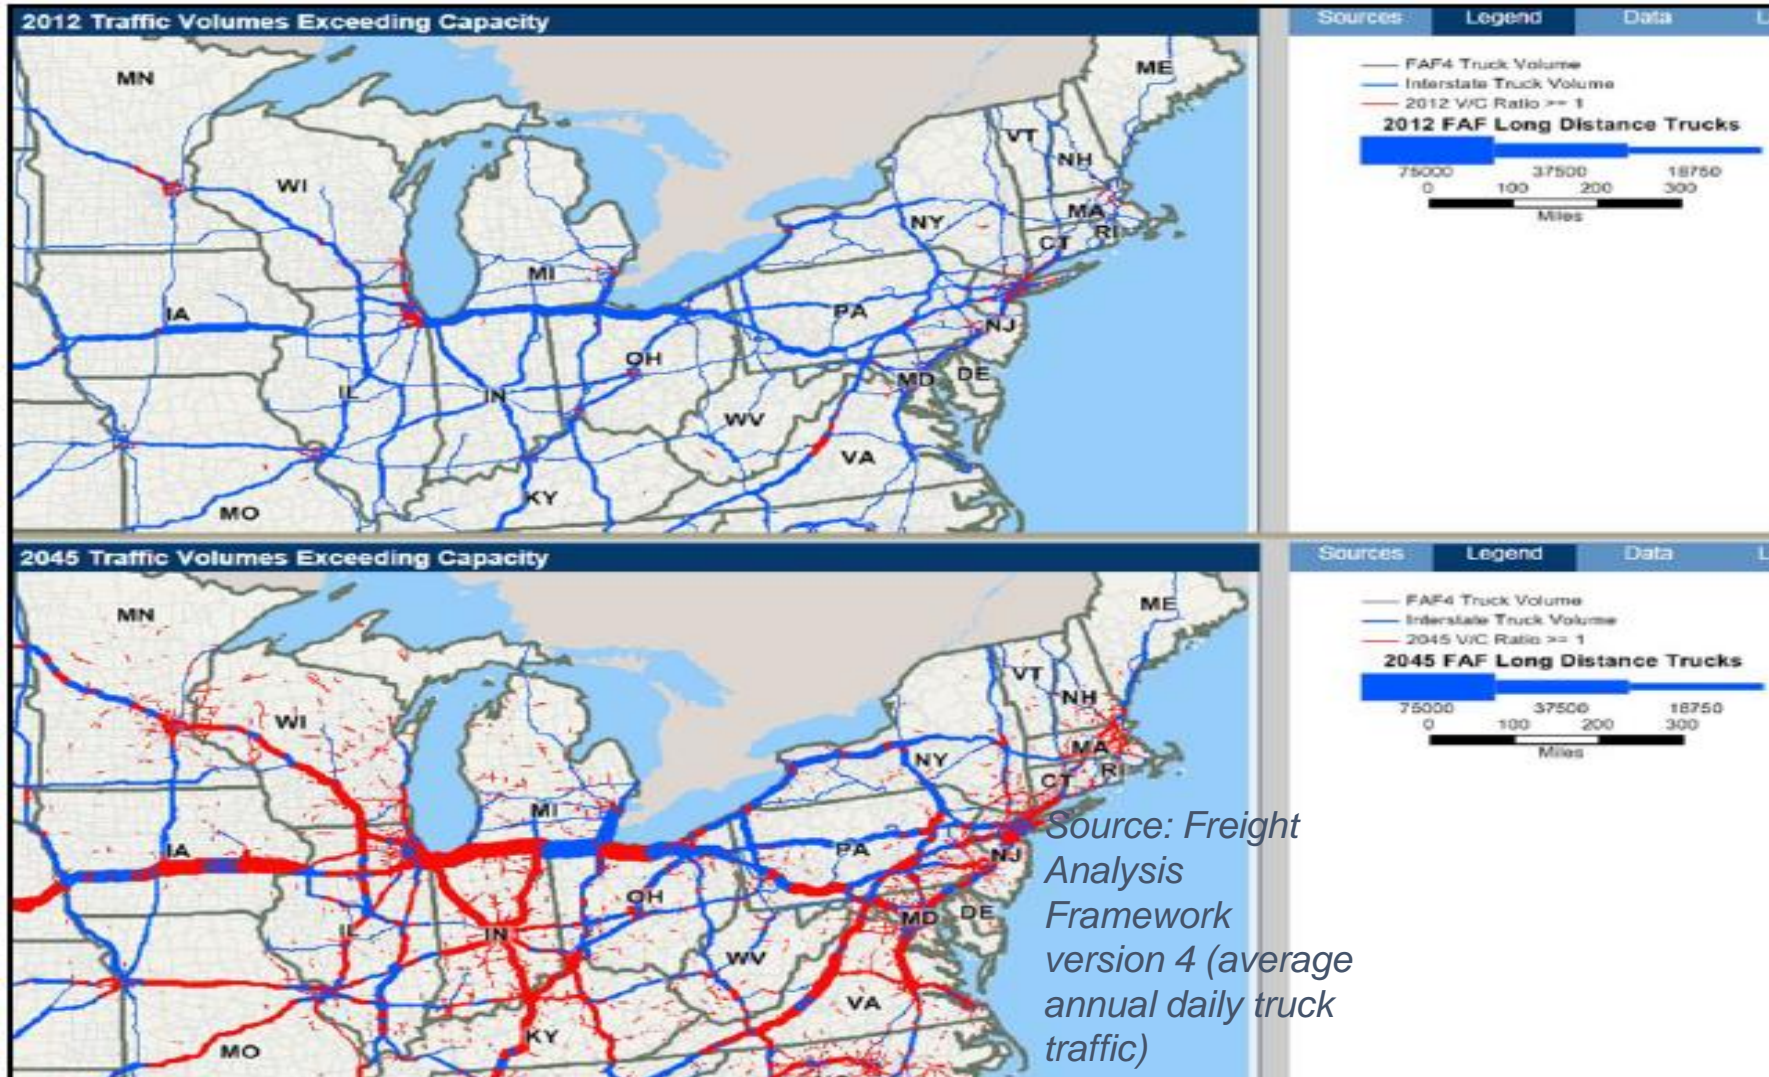 2012 Traffic Volumes Exceeding Capacity
Sources Legend Data L
MN
ME
VT
NH
WI
NY
MA
RI
CT
MI
IA
PA
NJ
OH
MD DE
IL
IN
WV
VA
KY
MO
FAF4 Truck Volume
Interstate Truck Volume
2012 V/C Ratio >= 1
2012 FAF Long Distance Trucks
75000 37500 18750
0 100 200 300
Miles
2045 Traffic Volumes Exceeding Capacity
Sources Legend Data L
MN
ME
VT
NH
WI
NY
MA
RI
CT
MI
IA
PA
NJ
OH
MD DE
IL
IN
WV
VA
KY
MO
FAF4 Truck Volume
Interstate Truck Volume
2045 V/C Ratio >= 1
2045 FAF Long Distance Trucks
75000 37500 18750
0 100 200 300
Miles
Source: Freight
Analysis
Framework
version 4 (average
annual daily truck
traffic)